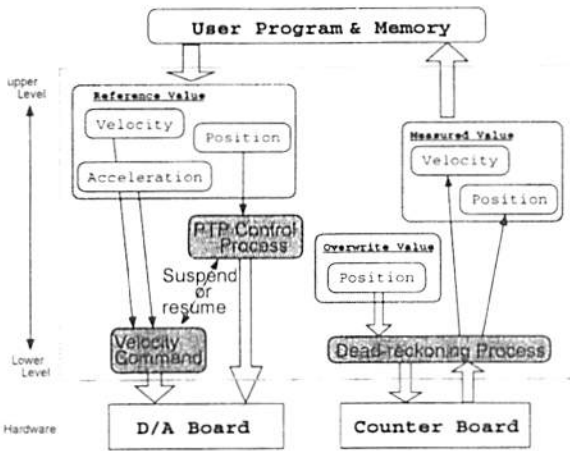 User Program & Memory
upper
Level
Reference Value
Velocity
Position
Acceleration
Measured Value
Velocity
Position
PTP Control
Process
Overwrite Value
Position
Suspend
or
resume
Velocity
Command
Dead-reckoning Process
Lower
Level
Hardware
D/A Board
Counter Board